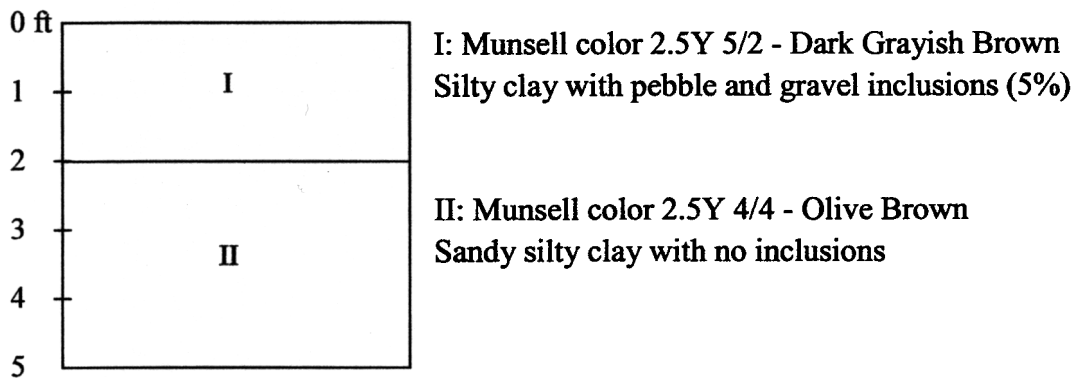 0 ft
I: Munsell color 2.5Y 5/2 - Dark Grayish Brown
1
I
Silty clay with pebble and gravel inclusions (5%)
2
II: Munsell color 2.5Y 4/4 - Olive Brown
3
II
Sandy silty clay with no inclusions
4
5